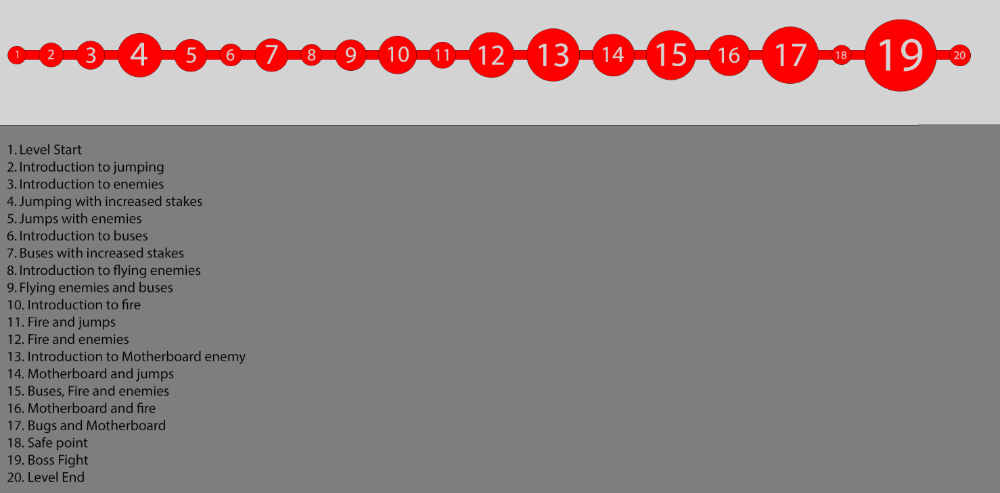 1 2 3 4 5 6 7 8 9 10 11 12 13 14 15 16 17 18 19 20
1. Level Start
2. Introduction to jumping
3. Introduction to enemies
4. Jumping with increased stakes
5. Jumps with enemies
6. Introduction to buses
7. Buses with increased stakes
8. Introduction to flying enemies
9. Flying enemies and buses
10. Introduction to fire
11. Fire and jumps
12. Fire and enemies
13. Introduction to Motherboard enemy
14. Motherboard and jumps
15. Buses, Fire and enemies
16. Motherboard and fire
17. Bugs and Motherboard
18. Safe point
19. Boss Fight
20. Level End